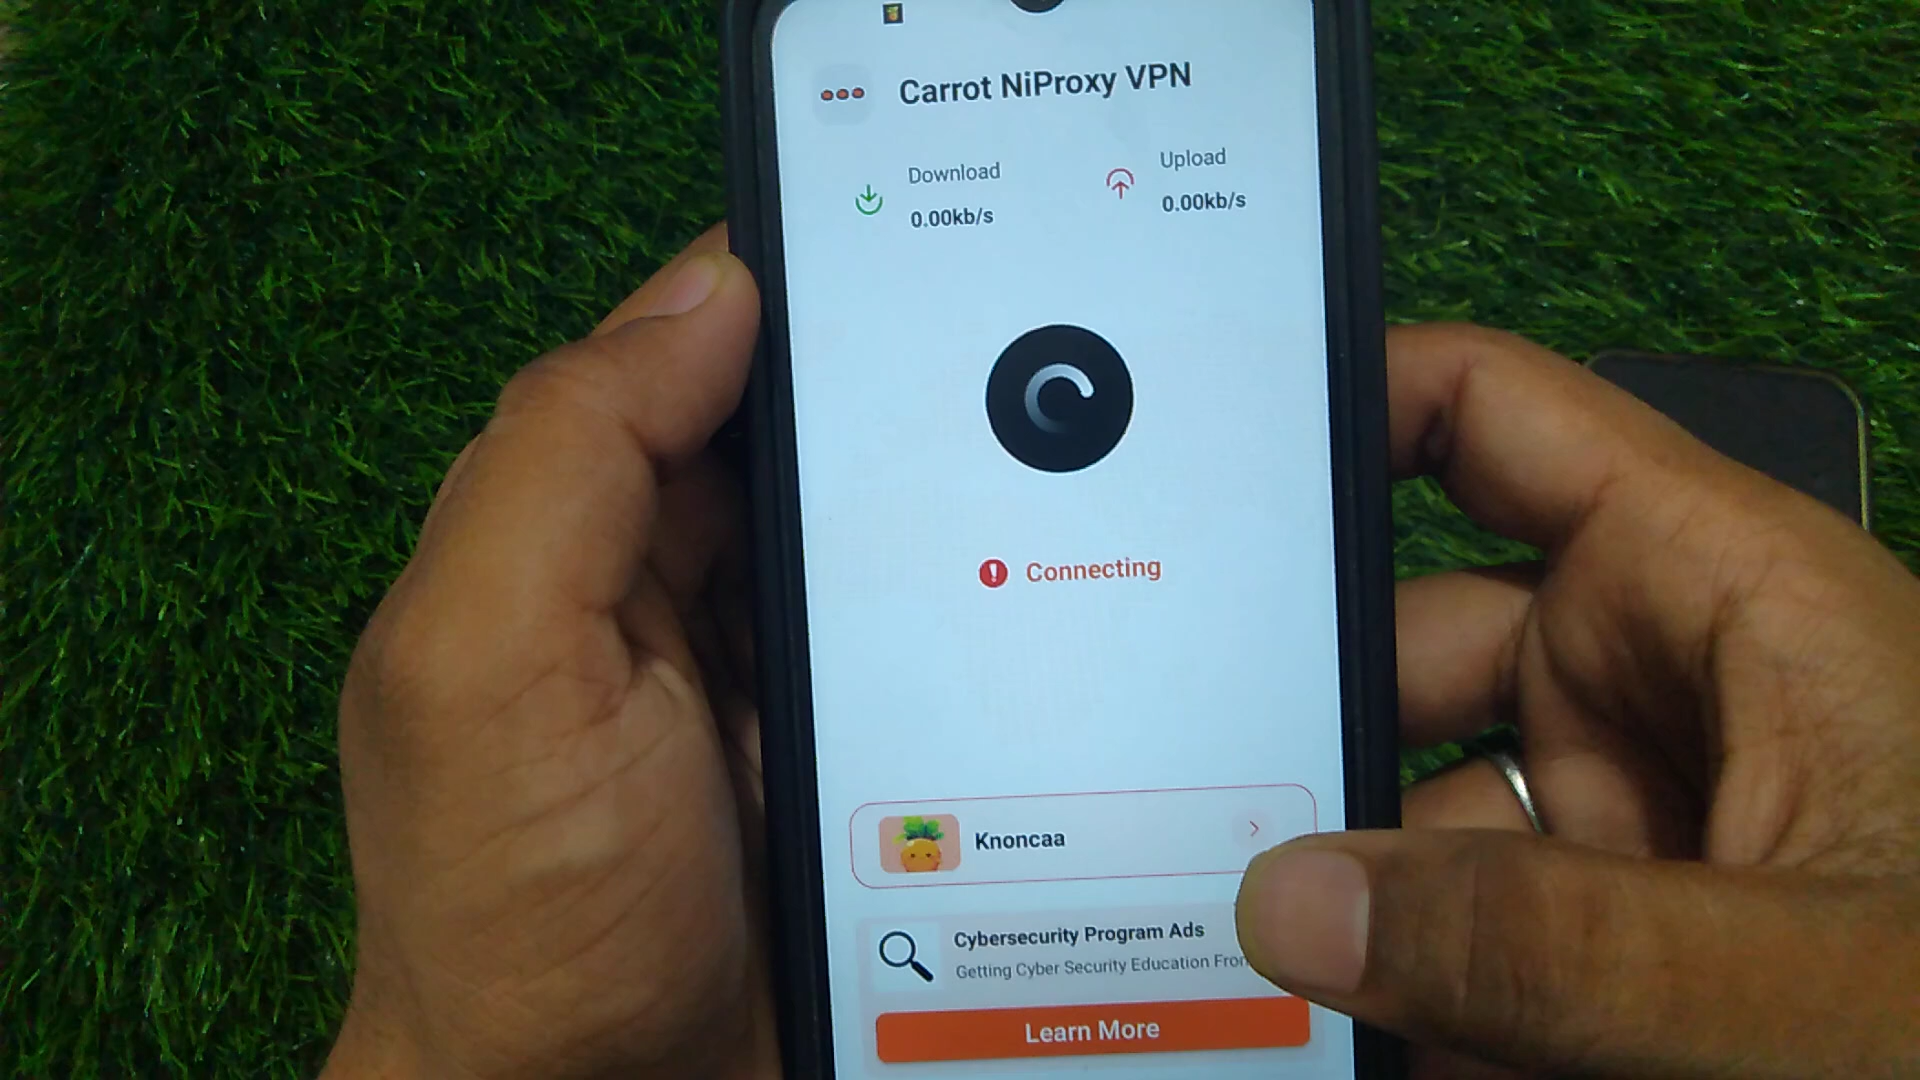 Carrot NiProxy VPN
Download
0.00kb/s
Upload
0.00kb/s
Connecting
Knoncaa
Cybersecurity Program Ads
Getting Cyber Security Education From
Learn More